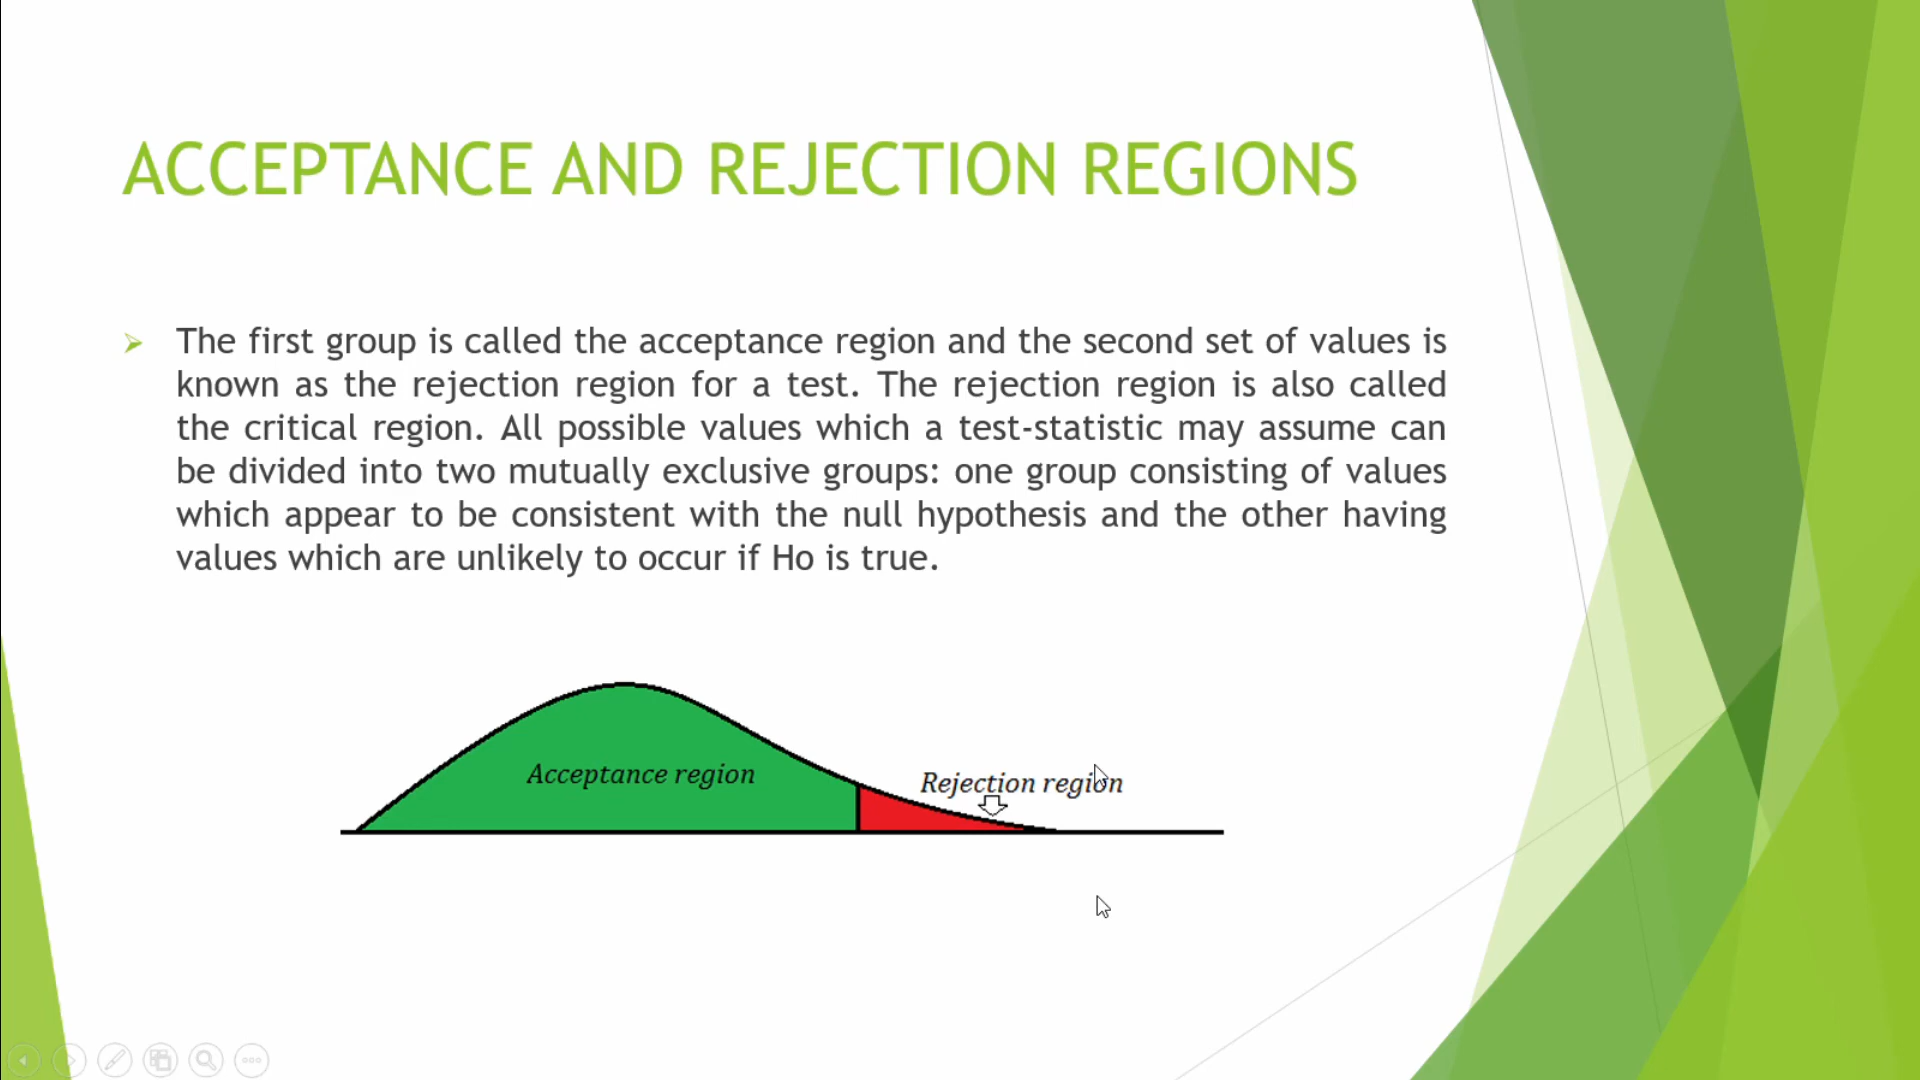 ACCEPTANCE AND REJECTION REGIONS
The first group is called the acceptance region and the second set of values is
known as the rejection region for a test. The rejection region is also called
the critical region. All possible values which a test-statistic may assume can
be divided into two mutually exclusive groups: one group consisting of values
which appear to be consistent with the null hypothesis and the other having
values which are unlikely to occur if Ho is true.
Acceptance region
Rejection region